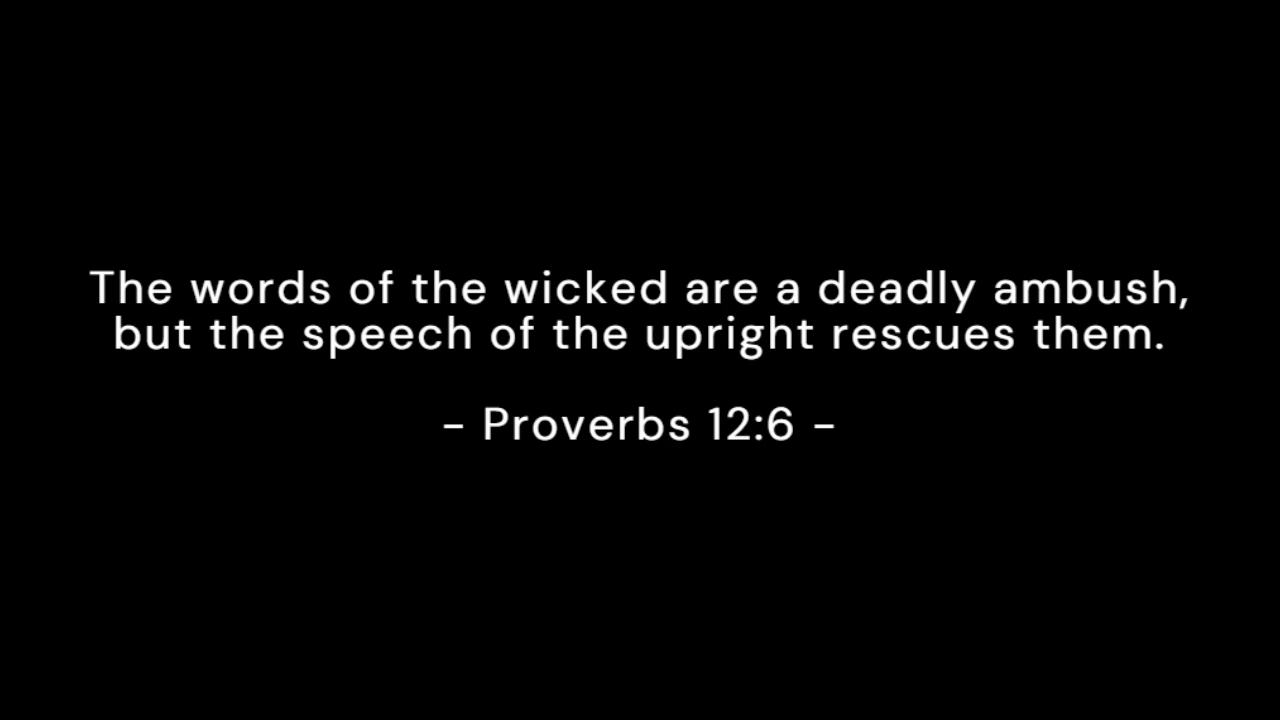 The words of the wicked are a deadly ambush,
but the speech of the upright rescues them.
- Proverbs 12:6 -